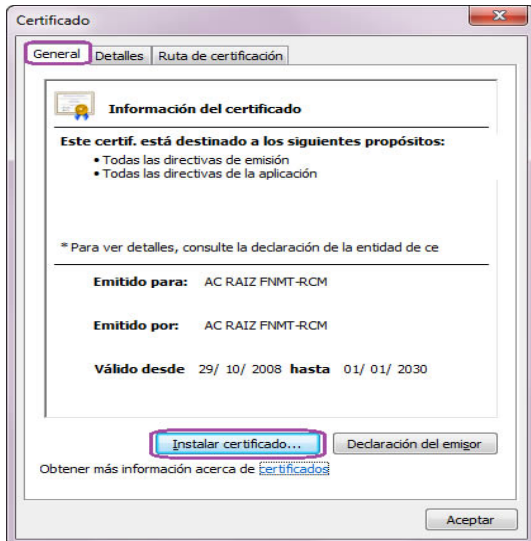 Certificado
General Detalles Ruta de certificación
Información del certificado
Este certif. está destinado a los siguientes propósitos:
• Todas las directivas de emisión
• Todas las directivas de la aplicación
* Para ver detalles, consulte la declaración de la entidad de ce
Emitido para: AC RAIZ FNMT-RCM
Emitido por: AC RAIZ FNMT-RCM
Válido desde 29/ 10/ 2008 hasta 01/ 01/ 2030
Instalar certificado... Declaración del emisor
Obtener más información acerca de certificados
Aceptar